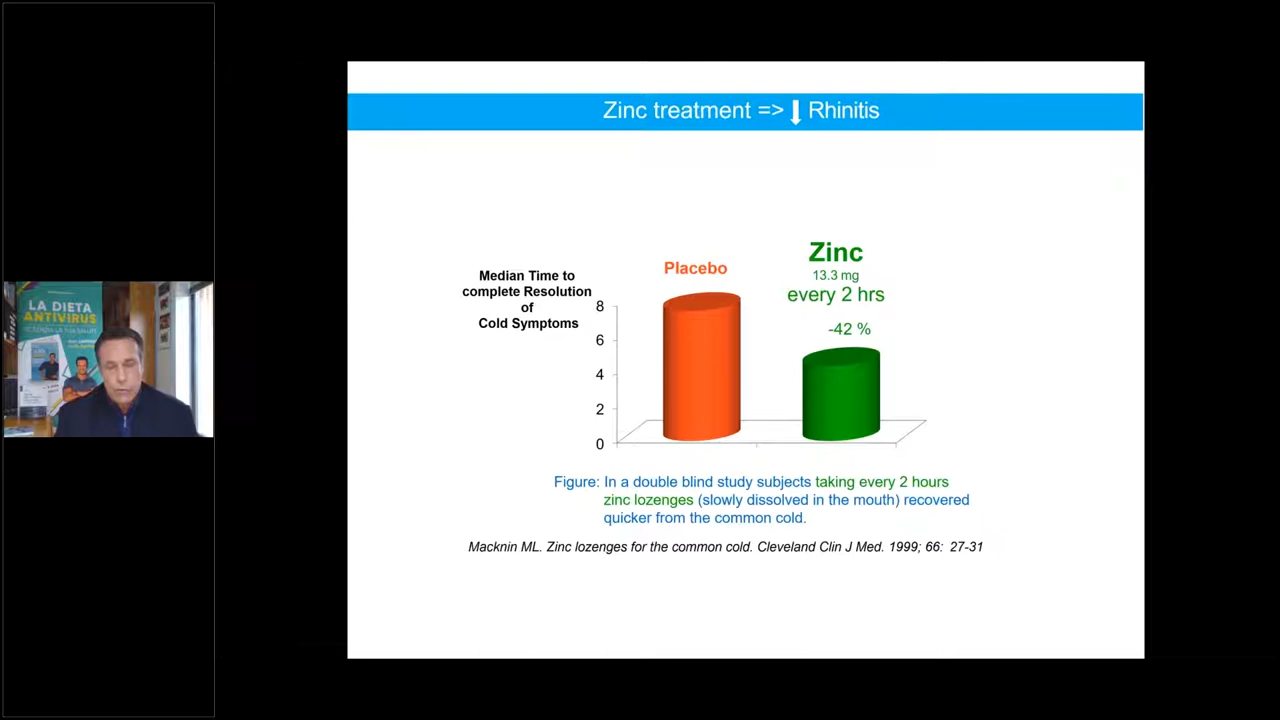 Zinc treatment => Rhinitis
Median Time to
complete Resolution
of
Cold Symptoms
Placebo
Zinc
13.3 mg
every 2 hrs
-42 %
8
6
4
2
0
Figure: In a double blind study subjects taking every 2 hours
zinc lozenges (slowly dissolved in the mouth) recovered
quicker from the common cold.
Macknin ML. Zinc lozenges for the common cold. Cleveland Clin J Med. 1999; 66: 27-31
LA DIETA
ANTIVIRUS